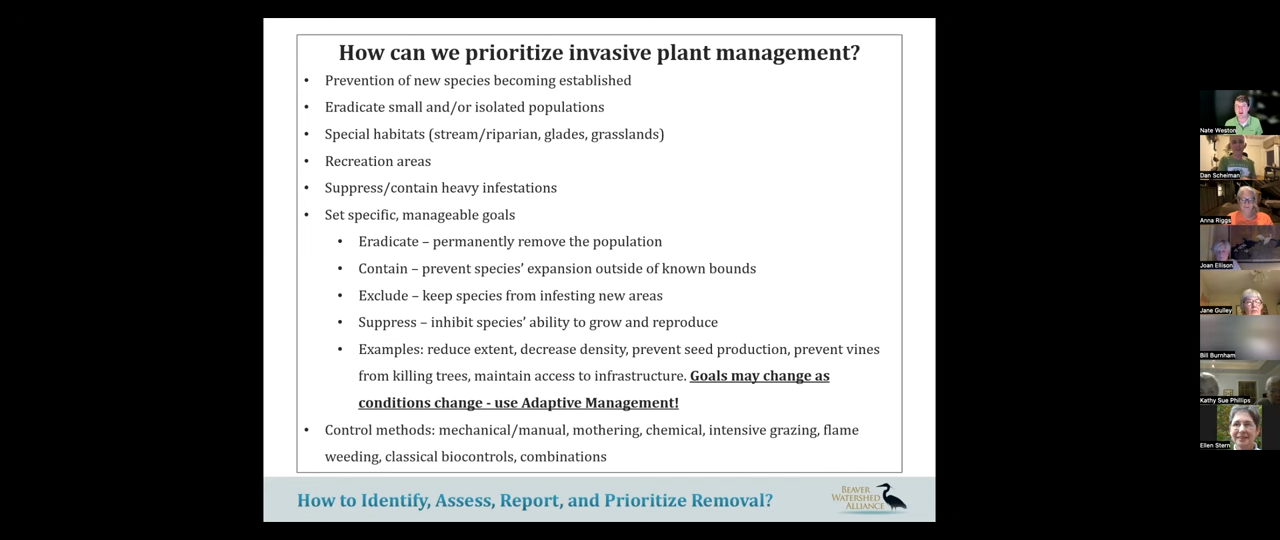 How can we prioritize invasive plant management?
• Prevention of new species becoming established
• Eradicate small and/or isolated populations
• Special habitats (stream/riparian, glades, grasslands)
• Recreation areas
• Suppress/contain heavy infestations
• Set specific, manageable goals
• Eradicate – permanently remove the population
• Contain – prevent species’ expansion outside of known bounds
• Exclude – keep species from infesting new areas
• Suppress – inhibit species’ ability to grow and reproduce
• Examples: reduce extent, decrease density, prevent seed production, prevent vines
from killing trees, maintain access to infrastructure. Goals may change as
conditions change - use Adaptive Management!
• Control methods: mechanical/manual, mothering, chemical, intensive grazing, flame
weeding, classical biocontrols, combinations
How to Identify, Assess, Report, and Prioritize Removal?
BEAVER
WATERSHED
ALLIANCE
Nate Weston
Dan Scheiman
Anna Riggs
Joan Ellison
Jane Gulley
Bill Burnham
Kathy Sue Phillips
Ellen Stern